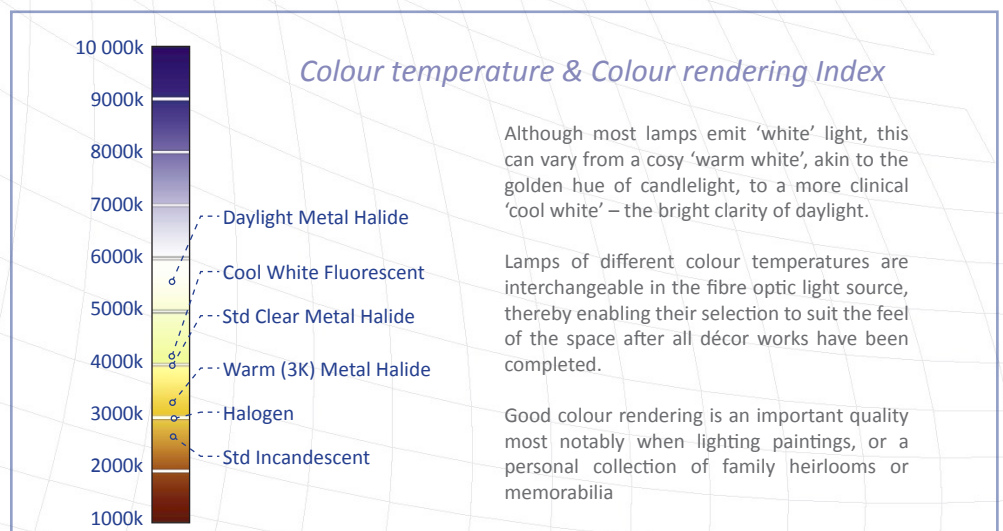 Colour temperature & Colour rendering Index
10 000k
9000k
8000k
7000k
6000k
5000k
4000k
3000k
2000k
1000k
Daylight Metal Halide
Cool White Fluorescent
Std Clear Metal Halide
Warm (3K) Metal Halide
Halogen
Std Incandescent
Although most lamps emit ‘white’ light, this
can vary from a cosy ‘warm white’, akin to the
golden hue of candlelight, to a more clinical
‘cool white’ – the bright clarity of daylight.
Lamps of different colour temperatures are
interchangeable in the fibre optic light source,
thereby enabling their selection to suit the feel
of the space after all décor works have been
completed.
Good colour rendering is an important quality
most notably when lighting paintings, or a
personal collection of family heirlooms or
memorabilia